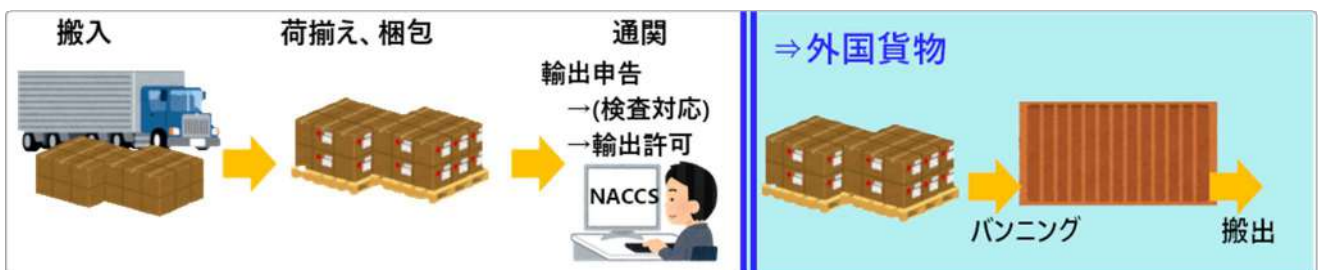 搬入
荷揃え、梱包
通関
輸出申告
→(検査対応)
→輸出許可
NACCS
⇒外国貨物
バンニング
搬出